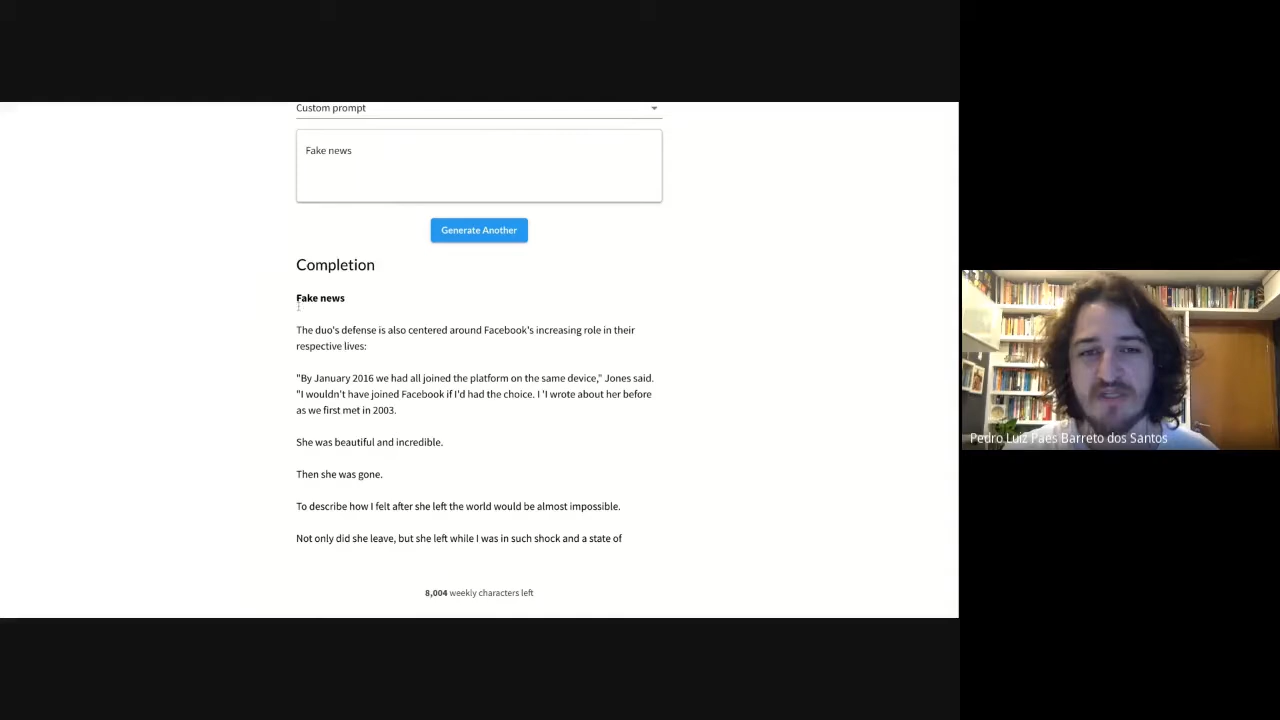 Custom prompt
Fake news
Generate Another
Completion
Fake news
The duo's defense is also centered around Facebook's increasing role in their
respective lives:
"By January 2016 we had all joined the platform on the same device," Jones said.
"I wouldn't have joined Facebook if I'd had the choice. I 'I wrote about her before
as we first met in 2003.
She was beautiful and incredible.
Then she was gone.
To describe how I felt after she left the world would be almost impossible.
Not only did she leave, but she left while I was in such shock and a state of
8,004 weekly characters left
Pedro Luiz Paes Barreto dos Santos